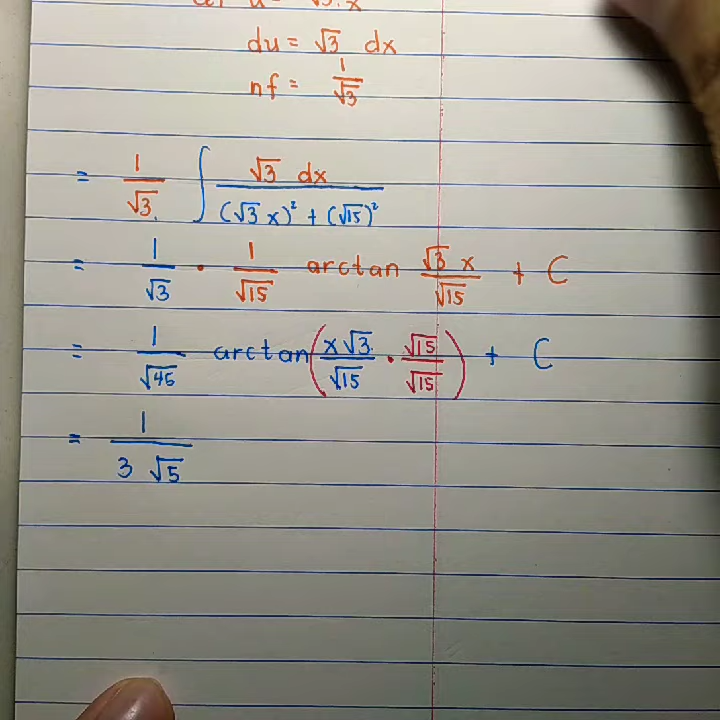 du = √3 dx
nf = 1/√3
= 1/√3 ∫ √3 dx / (√3 x)² + (√15)²
= 1/√3 · 1/√15 arctan √3 x/√15 + C
= 1/√45 arctan(x√3/√15 · √15/√15) + C
= 1/3√5